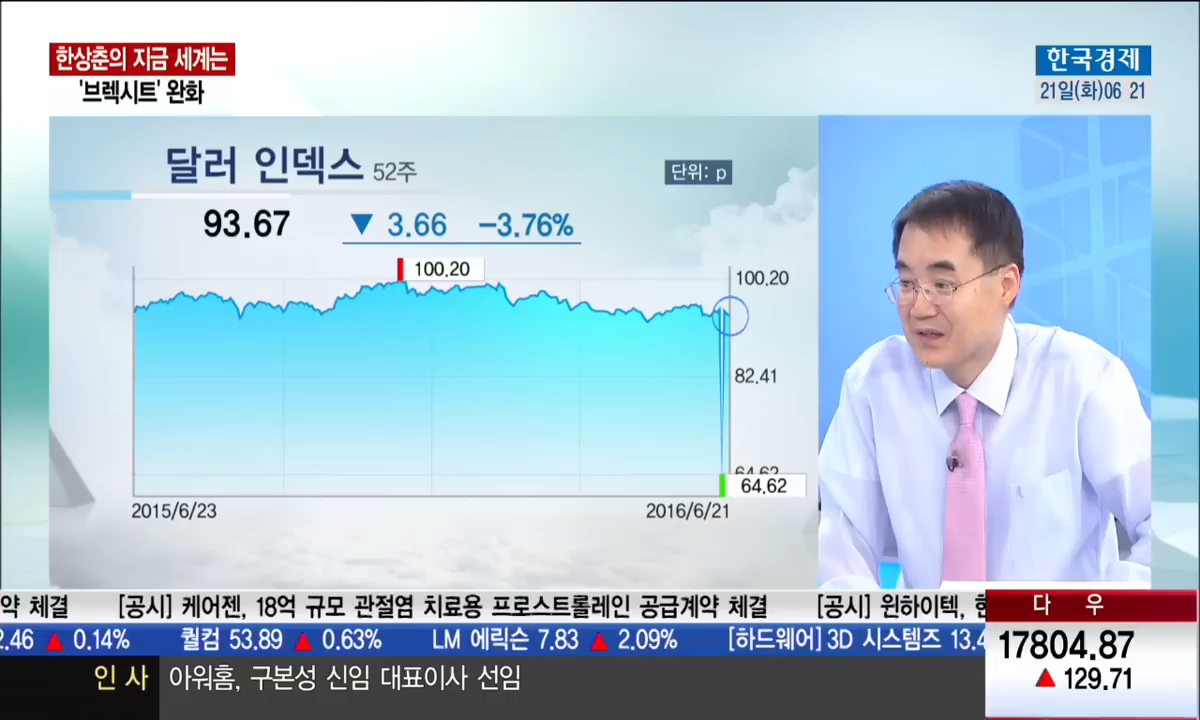 한상춘의 지금 세계는
'브렉시트' 완화
한국경제
21일(화)06 21
달러 인덱스 52주
단위: p
93.67 ▼ 3.66 -3.76%
100.20
100.20
82.41
64.62
64.62
2015/6/23
2016/6/21
약 체결 [공시] 케어젠, 18억 규모 관절염 치료용 프로스트롤레인 공급계약 체결 [공시] 윈하이텍,
2.46 ▲ 0.14% 퀄컴 53.89 ▲ 0.63% LM 에릭슨 7.83 ▲ 2.09% [하드웨어] 3D 시스템즈 13.4
다 우
17804.87
▲ 129.71
인 사 아워홈, 구본성 신임 대표이사 선임